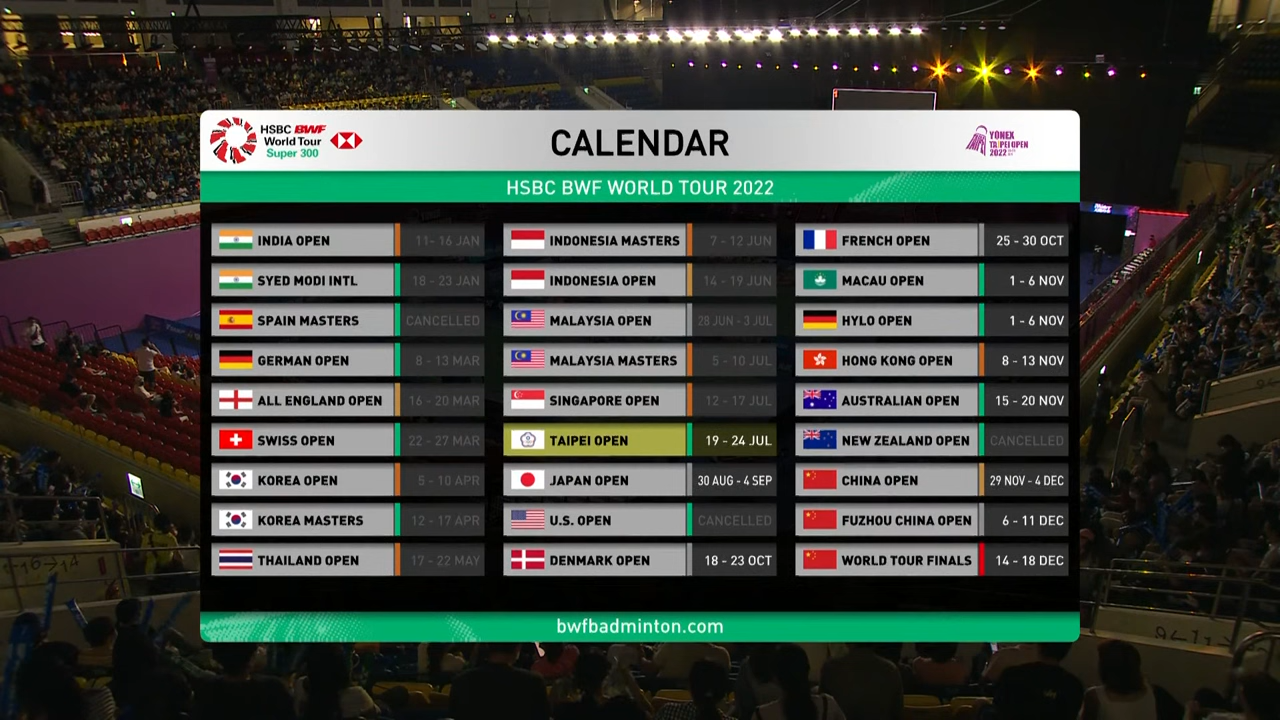 HSBC BWF
World Tour
Super 300
CALENDAR
YONEX
TAIPEI OPEN
2022
HSBC BWF WORLD TOUR 2022
INDIA OPEN 11 - 16 JAN
SYED MODI INTL 18 - 23 JAN
SPAIN MASTERS CANCELLED
GERMAN OPEN 8 - 13 MAR
ALL ENGLAND OPEN 16 - 20 MAR
SWISS OPEN 22 - 27 MAR
KOREA OPEN 5 - 10 APR
KOREA MASTERS 12 - 17 APR
THAILAND OPEN 17 - 22 MAY
INDONESIA MASTERS 7 - 12 JUN
INDONESIA OPEN 14 - 19 JUN
MALAYSIA OPEN 28 JUN - 3 JUL
MALAYSIA MASTERS 5 - 10 JUL
SINGAPORE OPEN 12 - 17 JUL
TAIPEI OPEN 19 - 24 JUL
JAPAN OPEN 30 AUG - 4 SEP
U.S. OPEN CANCELLED
DENMARK OPEN 18 - 23 OCT
FRENCH OPEN 25 - 30 OCT
MACAU OPEN 1 - 6 NOV
HYLO OPEN 1 - 6 NOV
HONG KONG OPEN 8 - 13 NOV
AUSTRALIAN OPEN 15 - 20 NOV
NEW ZEALAND OPEN CANCELLED
CHINA OPEN 29 NOV - 4 DEC
FUZHOU CHINA OPEN 6 - 11 DEC
WORLD TOUR FINALS 14 - 18 DEC
bwfbadminton.com